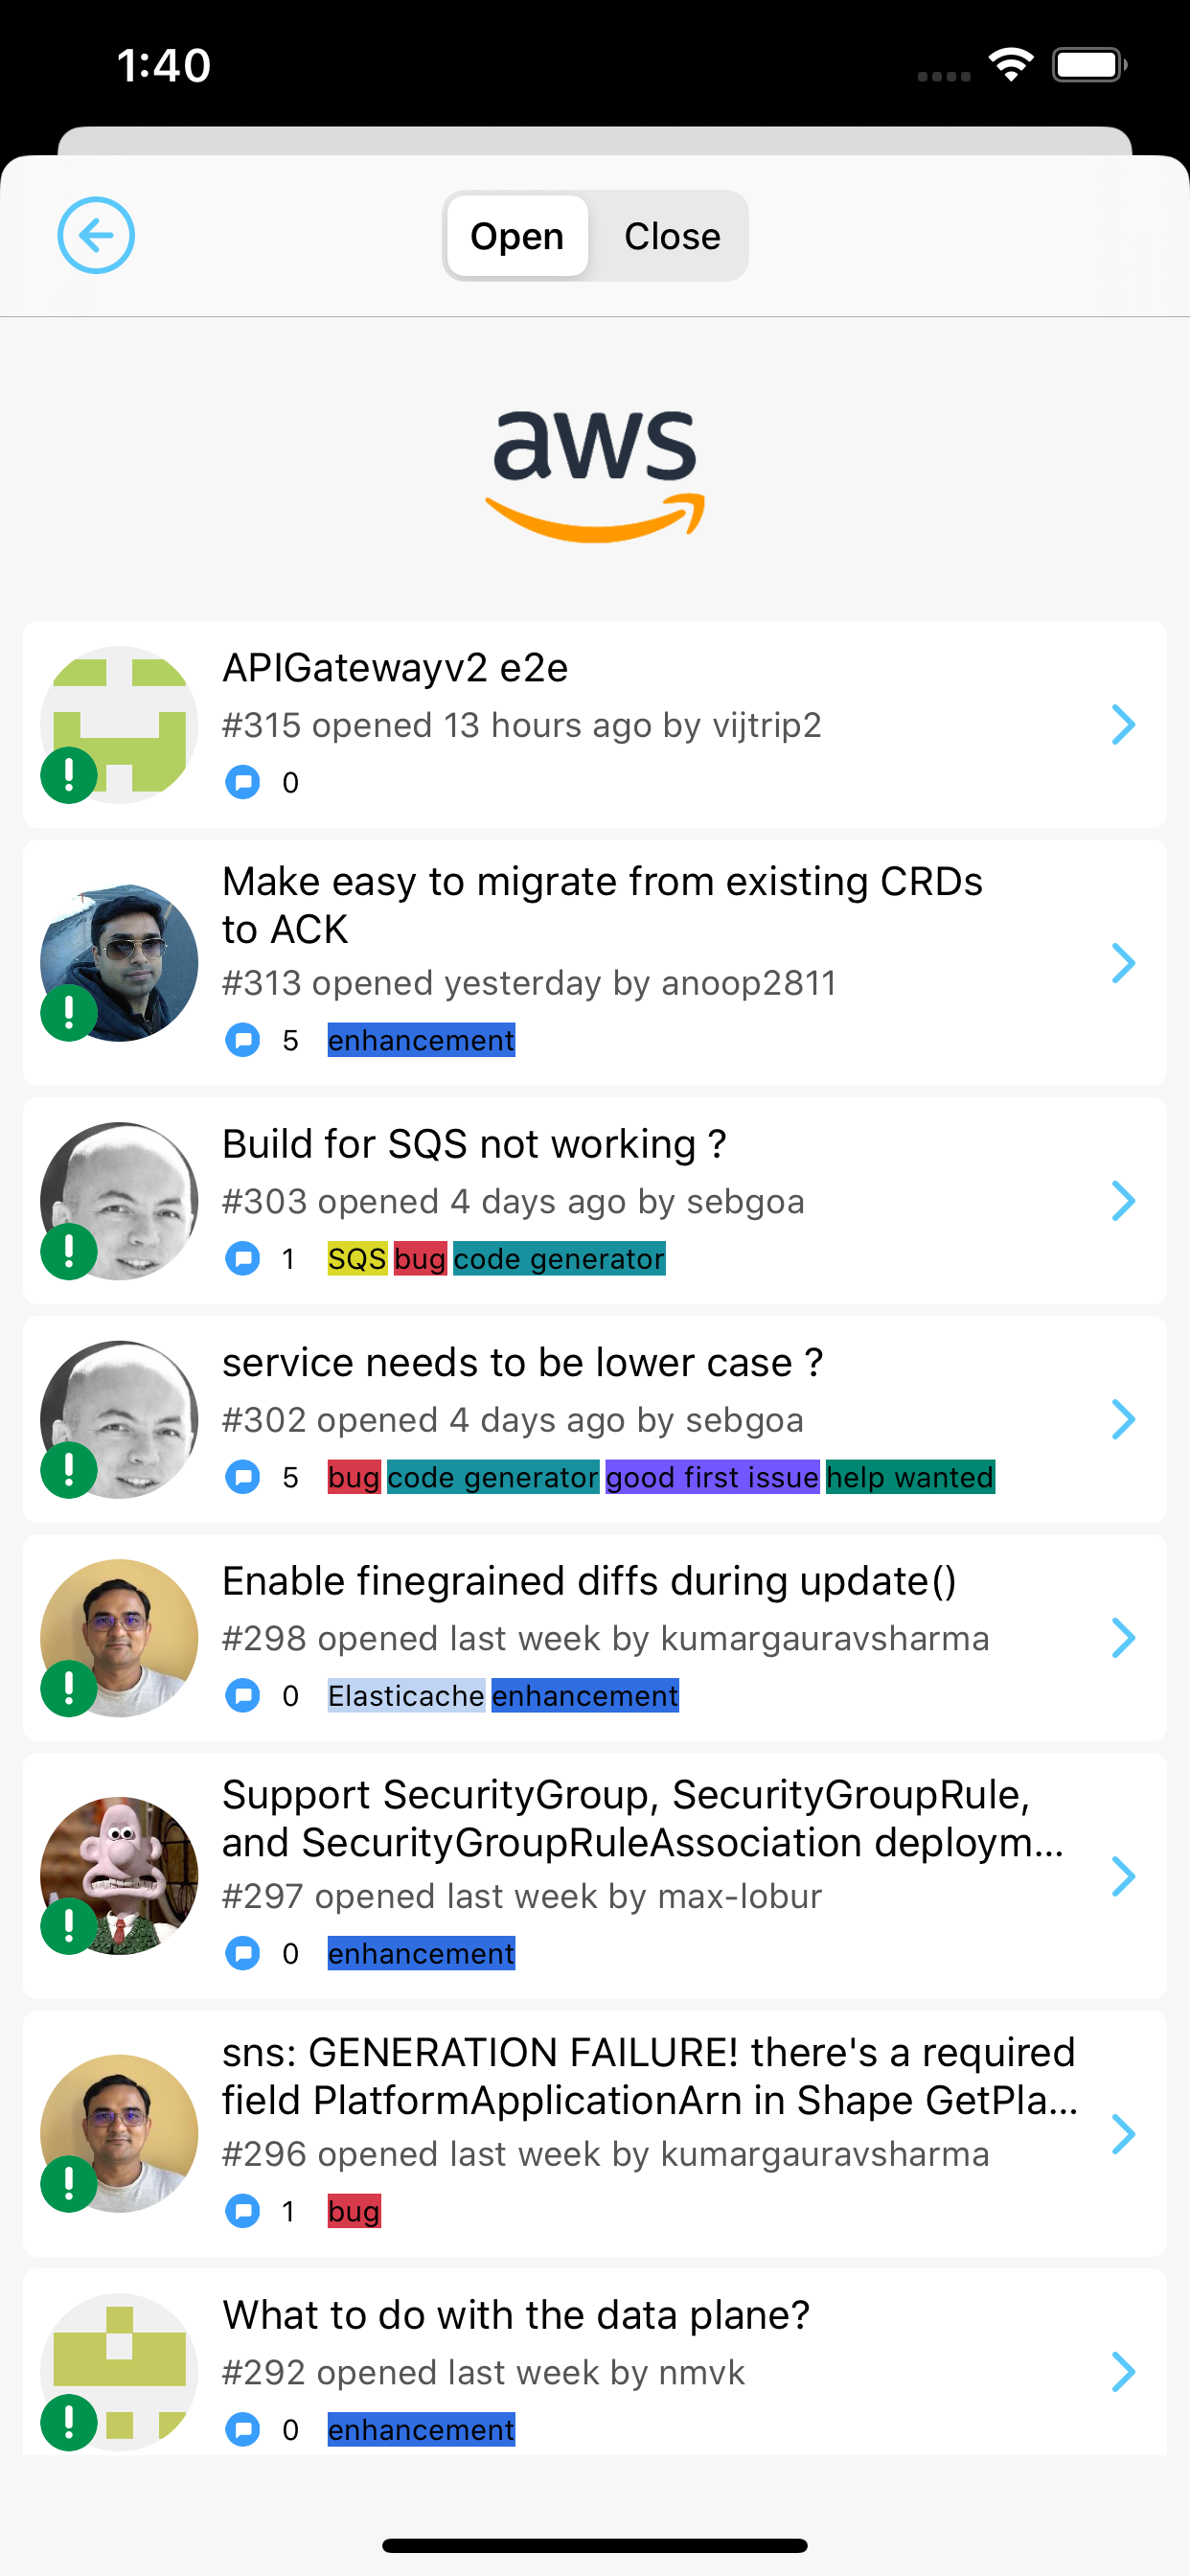 1:40
Open Close
aws
APIGatewayv2 e2e
#315 opened 13 hours ago by vijtrip2
0
Make easy to migrate from existing CRDs
to ACK
#313 opened yesterday by anoop2811
5 enhancement
Build for SQS not working ?
#303 opened 4 days ago by sebgoa
1 SQS bug code generator
service needs to be lower case ?
#302 opened 4 days ago by sebgoa
5 bug code generator good first issue help wanted
Enable finegrained diffs during update()
#298 opened last week by kumargauravsharma
0 Elasticache enhancement
Support SecurityGroup, SecurityGroupRule,
and SecurityGroupRuleAssociation deploym...
#297 opened last week by max-lobur
0 enhancement
sns: GENERATION FAILURE! there's a required
field PlatformApplicationArn in Shape GetPla...
#296 opened last week by kumargauravsharma
1 bug
What to do with the data plane?
#292 opened last week by nmvk
0 enhancement